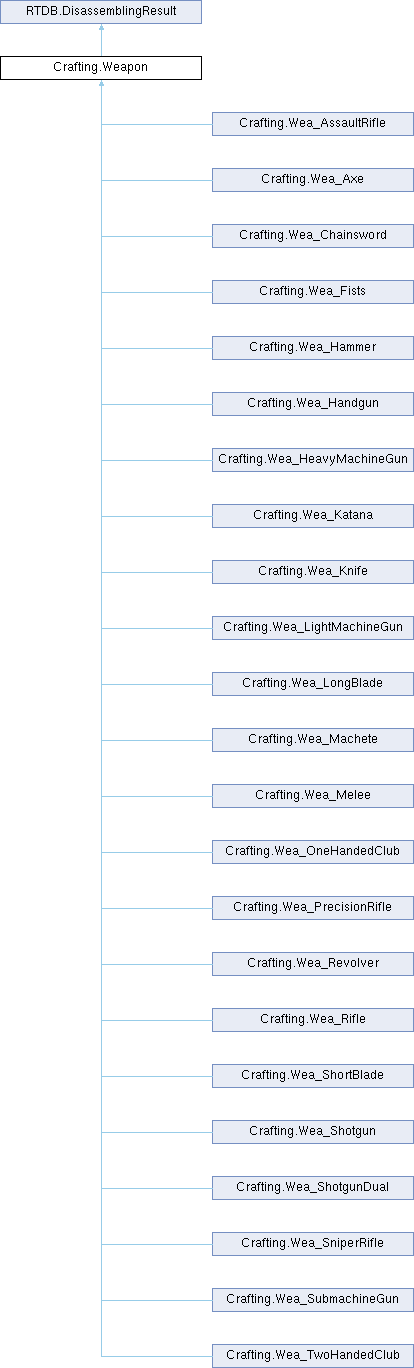 RTDB.DisassemblingResult
Crafting.Weapon
Crafting.Wea_AssaultRifle
Crafting.Wea_Axe
Crafting.Wea_Chainsword
Crafting.Wea_Fists
Crafting.Wea_Hammer
Crafting.Wea_Handgun
Crafting.Wea_HeavyMachineGun
Crafting.Wea_Katana
Crafting.Wea_Knife
Crafting.Wea_LightMachineGun
Crafting.Wea_LongBlade
Crafting.Wea_Machete
Crafting.Wea_Melee
Crafting.Wea_OneHandedClub
Crafting.Wea_PrecisionRifle
Crafting.Wea_Revolver
Crafting.Wea_Rifle
Crafting.Wea_ShortBlade
Crafting.Wea_Shotgun
Crafting.Wea_ShotgunDual
Crafting.Wea_SniperRifle
Crafting.Wea_SubmachineGun
Crafting.Wea_TwoHandedClub